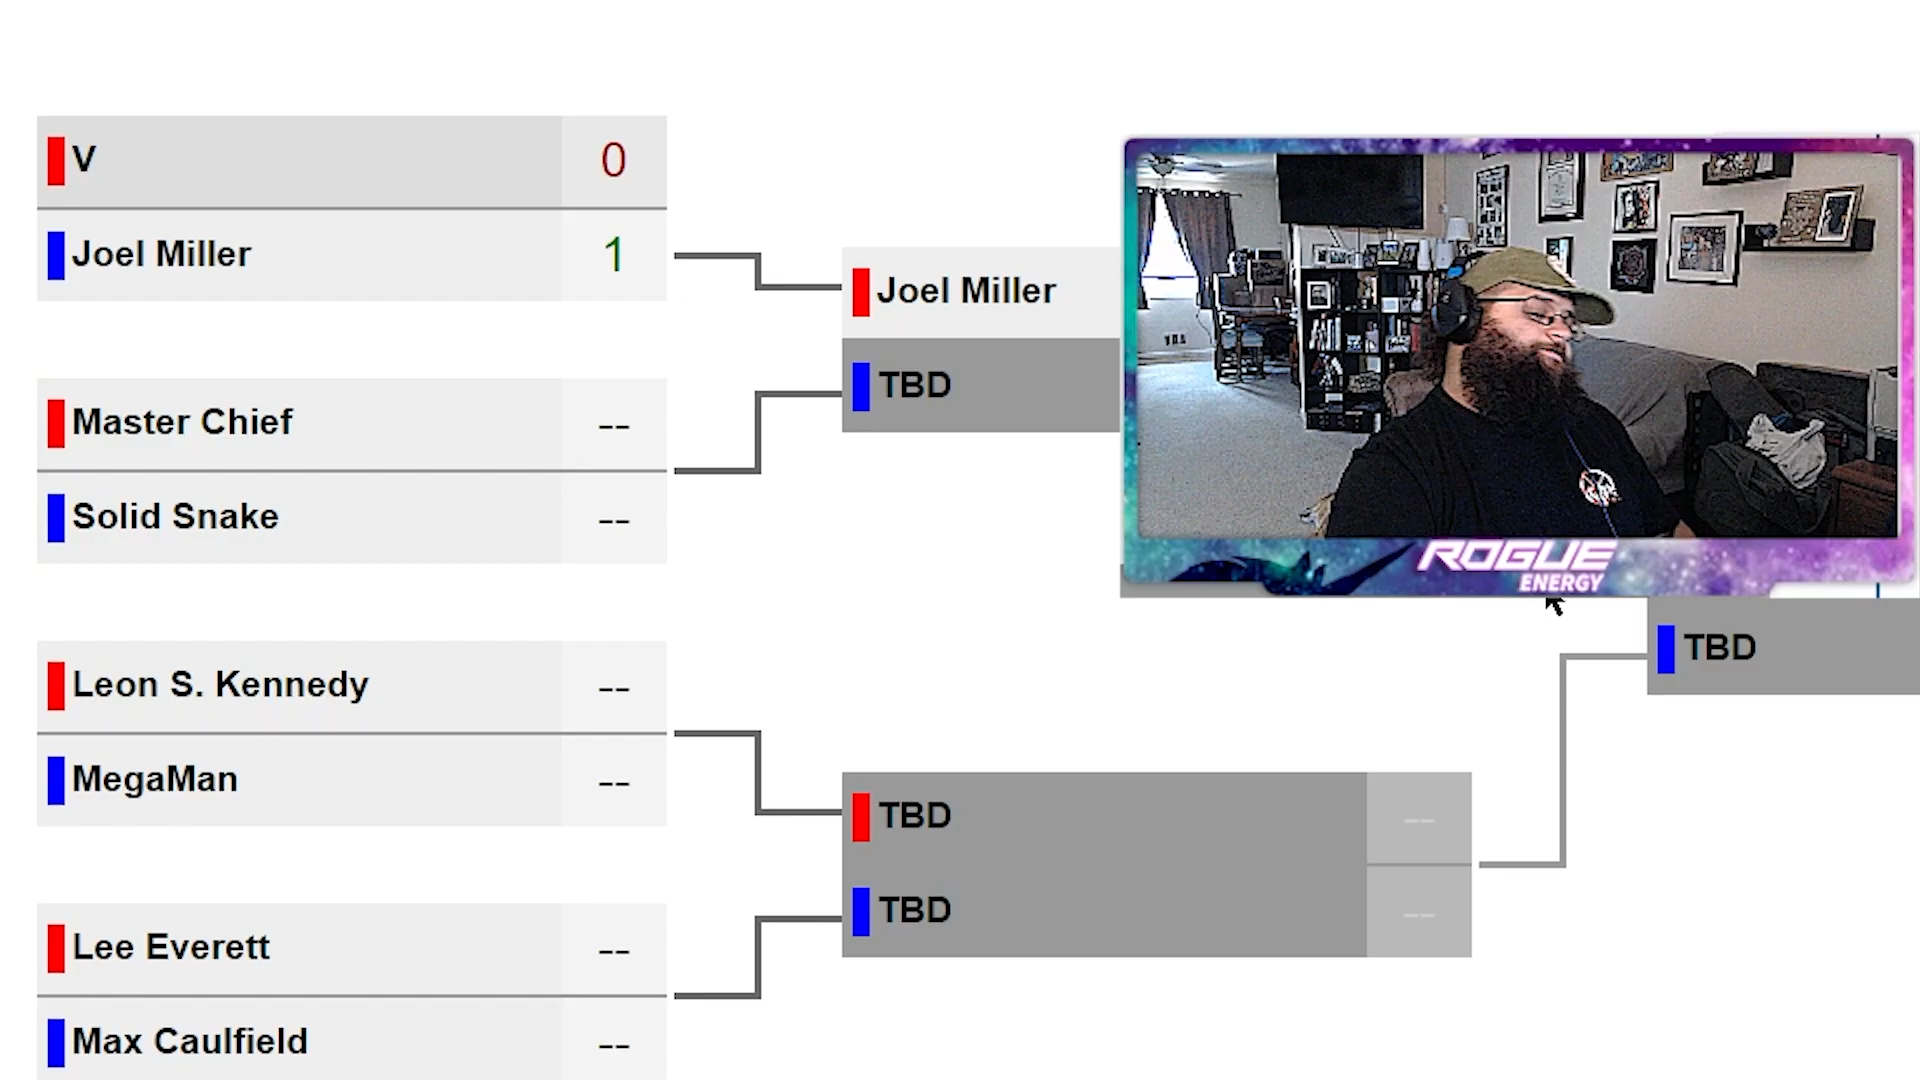 V 0
Joel Miller 1
Master Chief --
Solid Snake --
Leon S. Kennedy --
MegaMan --
Lee Everett --
Max Caulfield --
Joel Miller
TBD
TBD --
TBD --
ROGUE
ENERGY
TBD